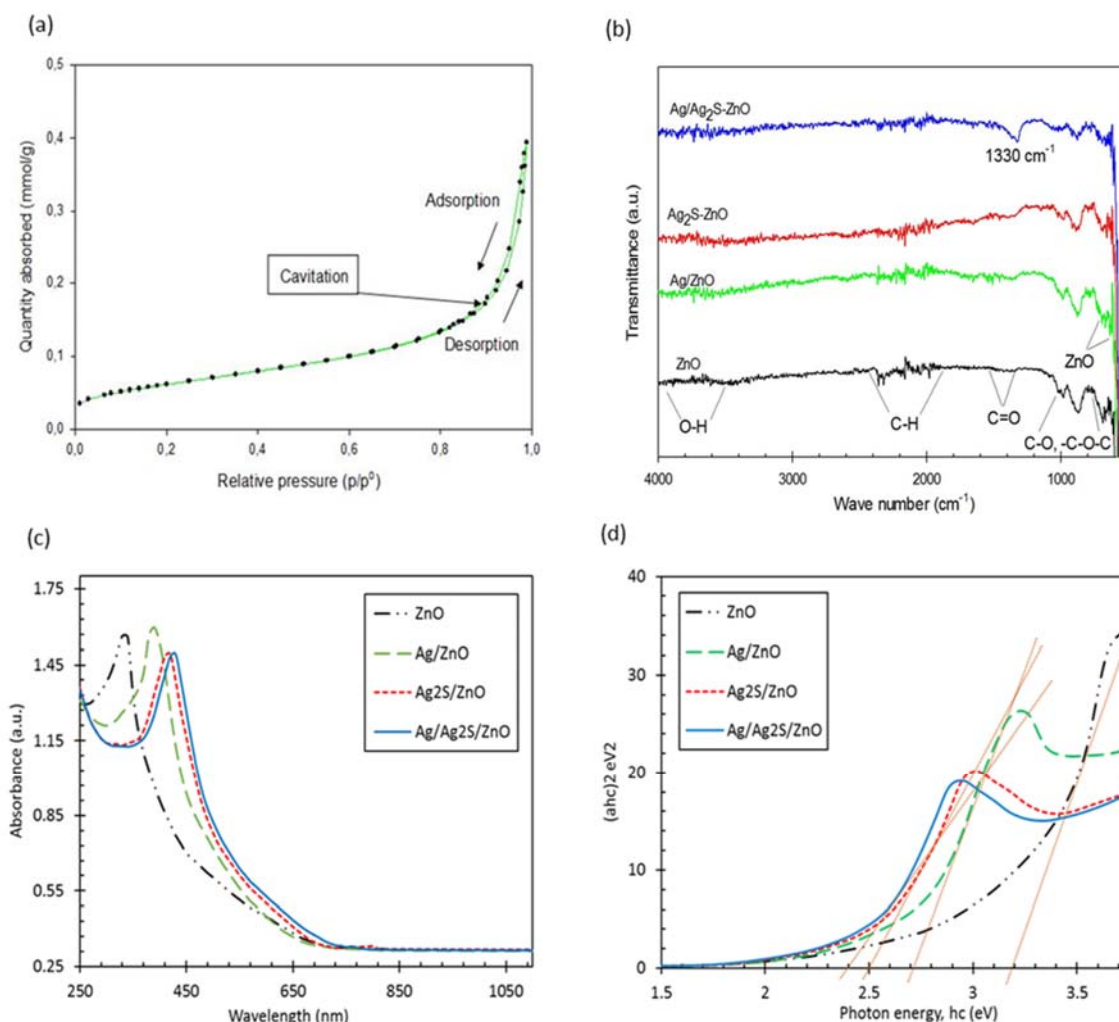 (a)
0,5
0,4
0,3
0,2
0,1
0,0
Quantity absorbed (mmol/g)
Adsorption
Cavitation
Desorption
0,0 0,2 0,4 0,6 0,8 1,0
Relative pressure (p/p⁰)
(b)
Transmittance (a.u.)
Ag/Ag₂S-ZnO
1330 cm⁻¹
Ag₂S-ZnO
Ag/ZnO
ZnO
ZnO
O-H
C-H
C=O
C-O, -C-O-C
4000 3000 2000 1000
Wave number (cm⁻¹)
(c)
1.75
1.45
1.15
0.85
0.55
0.25
Absorbance (a.u.)
ZnO
Ag/ZnO
Ag2S/ZnO
Ag/Ag2S/ZnO
250 450 650 850 1050
Wavelength (nm)
(d)
40
30
20
10
0
(ahc)2 eV2
ZnO
Ag/ZnO
Ag2S/ZnO
Ag/Ag2S/ZnO
1.5 2 2.5 3 3.5
Photon energy, hc (eV)